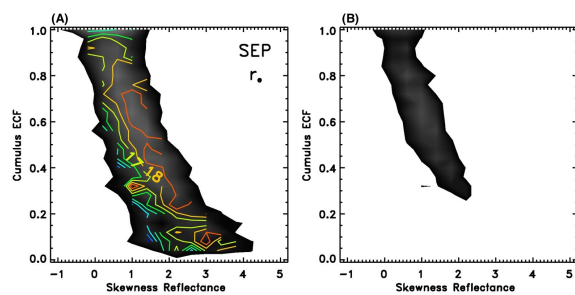 (A)
(B)
SEP
rₑ
17
18
1.0
0.8
0.6
0.4
0.2
0.0
Cumulus ECF
-1 0 1 2 3 4 5
Skewness Reflectance
1.0
0.8
0.6
0.4
0.2
0.0
Cumulus ECF
-1 0 1 2 3 4 5
Skewness Reflectance